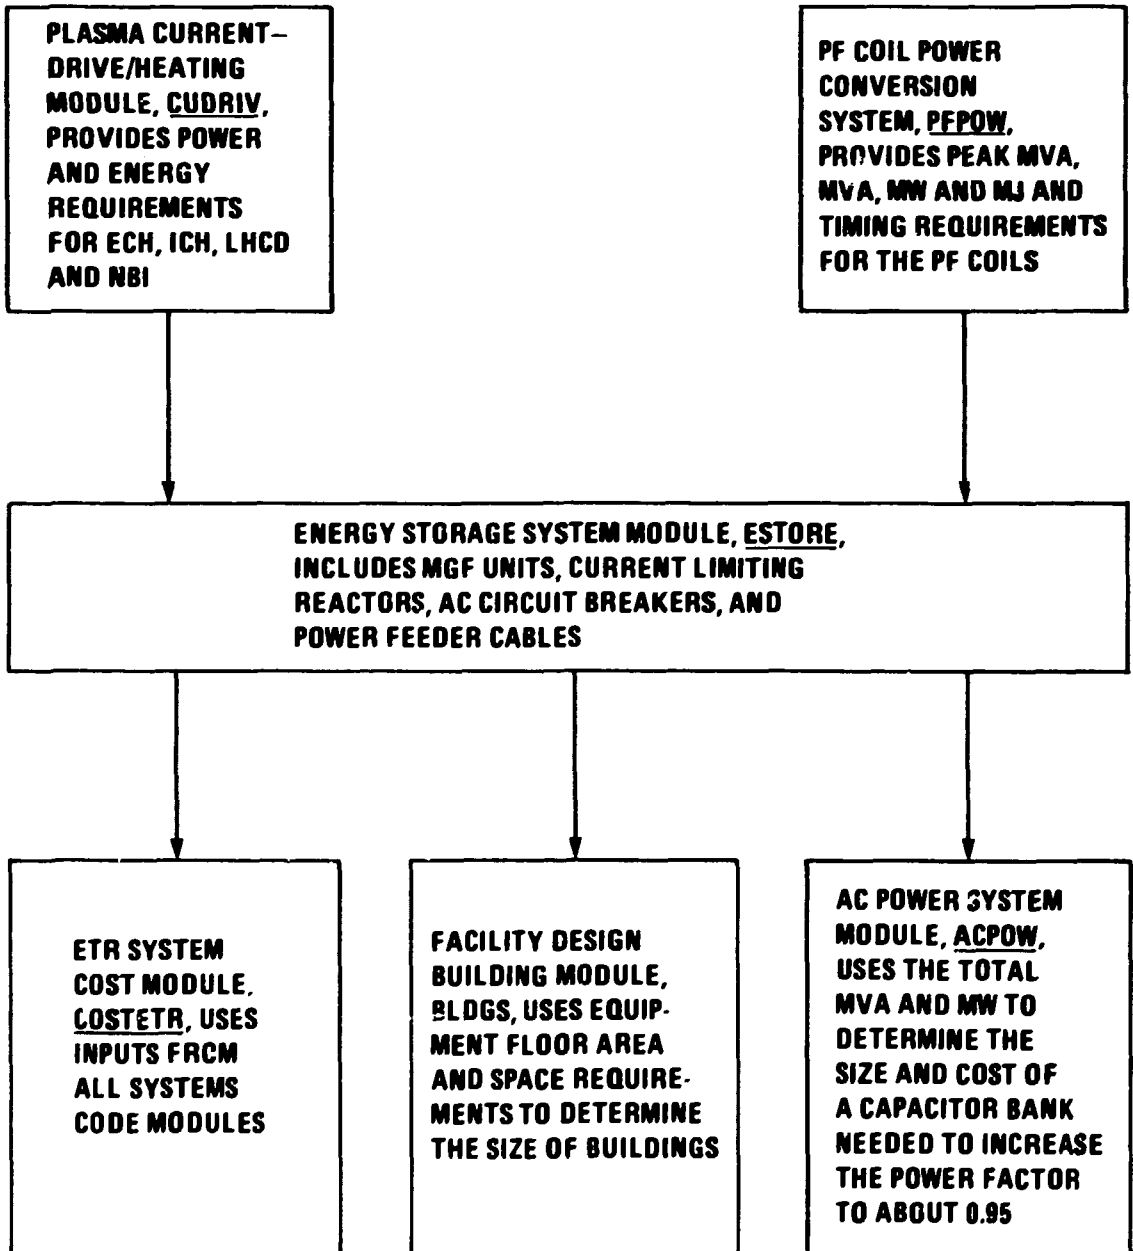 PLASMA CURRENT–
DRIVE/HEATING
MODULE, CUDRIV,
PROVIDES POWER
AND ENERGY
REQUIREMENTS
FOR ECH, ICH, LHCD
AND NBI
PF COIL POWER
CONVERSION
SYSTEM, PFPOW,
PROVIDES PEAK MVA,
MVA, MW AND MJ AND
TIMING REQUIREMENTS
FOR THE PF COILS
ENERGY STORAGE SYSTEM MODULE, ESTORE,
INCLUDES MGF UNITS, CURRENT LIMITING
REACTORS, AC CIRCUIT BREAKERS, AND
POWER FEEDER CABLES
ETR SYSTEM
COST MODULE,
COSTETR, USES
INPUTS FROM
ALL SYSTEMS
CODE MODULES
FACILITY DESIGN
BUILDING MODULE,
BLDGS, USES EQUIP-
MENT FLOOR AREA
AND SPACE REQUIRE-
MENTS TO DETERMINE
THE SIZE OF BUILDINGS
AC POWER SYSTEM
MODULE, ACPOW,
USES THE TOTAL
MVA AND MW TO
DETERMINE THE
SIZE AND COST OF
A CAPACITOR BANK
NEEDED TO INCREASE
THE POWER FACTOR
TO ABOUT 0.95